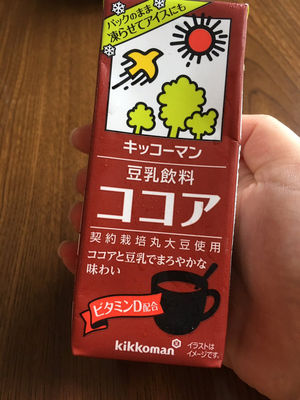 パックのまま
凍らせてアイスにも
キッコーマン
豆乳飲料
ココア
契約栽培丸大豆使用
ココアと豆乳でまろやかな
味わい
ビタミンD配合
kikkoman
イラストは
イメージです。